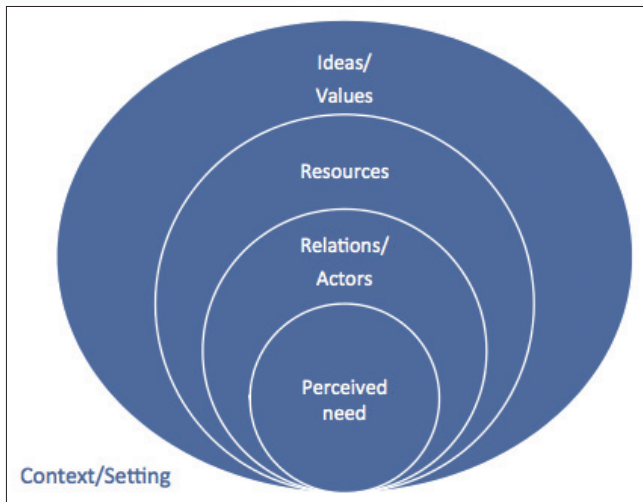 Ideas/
Values
Resources
Relations/
Actors
Perceived
need
Context/Setting